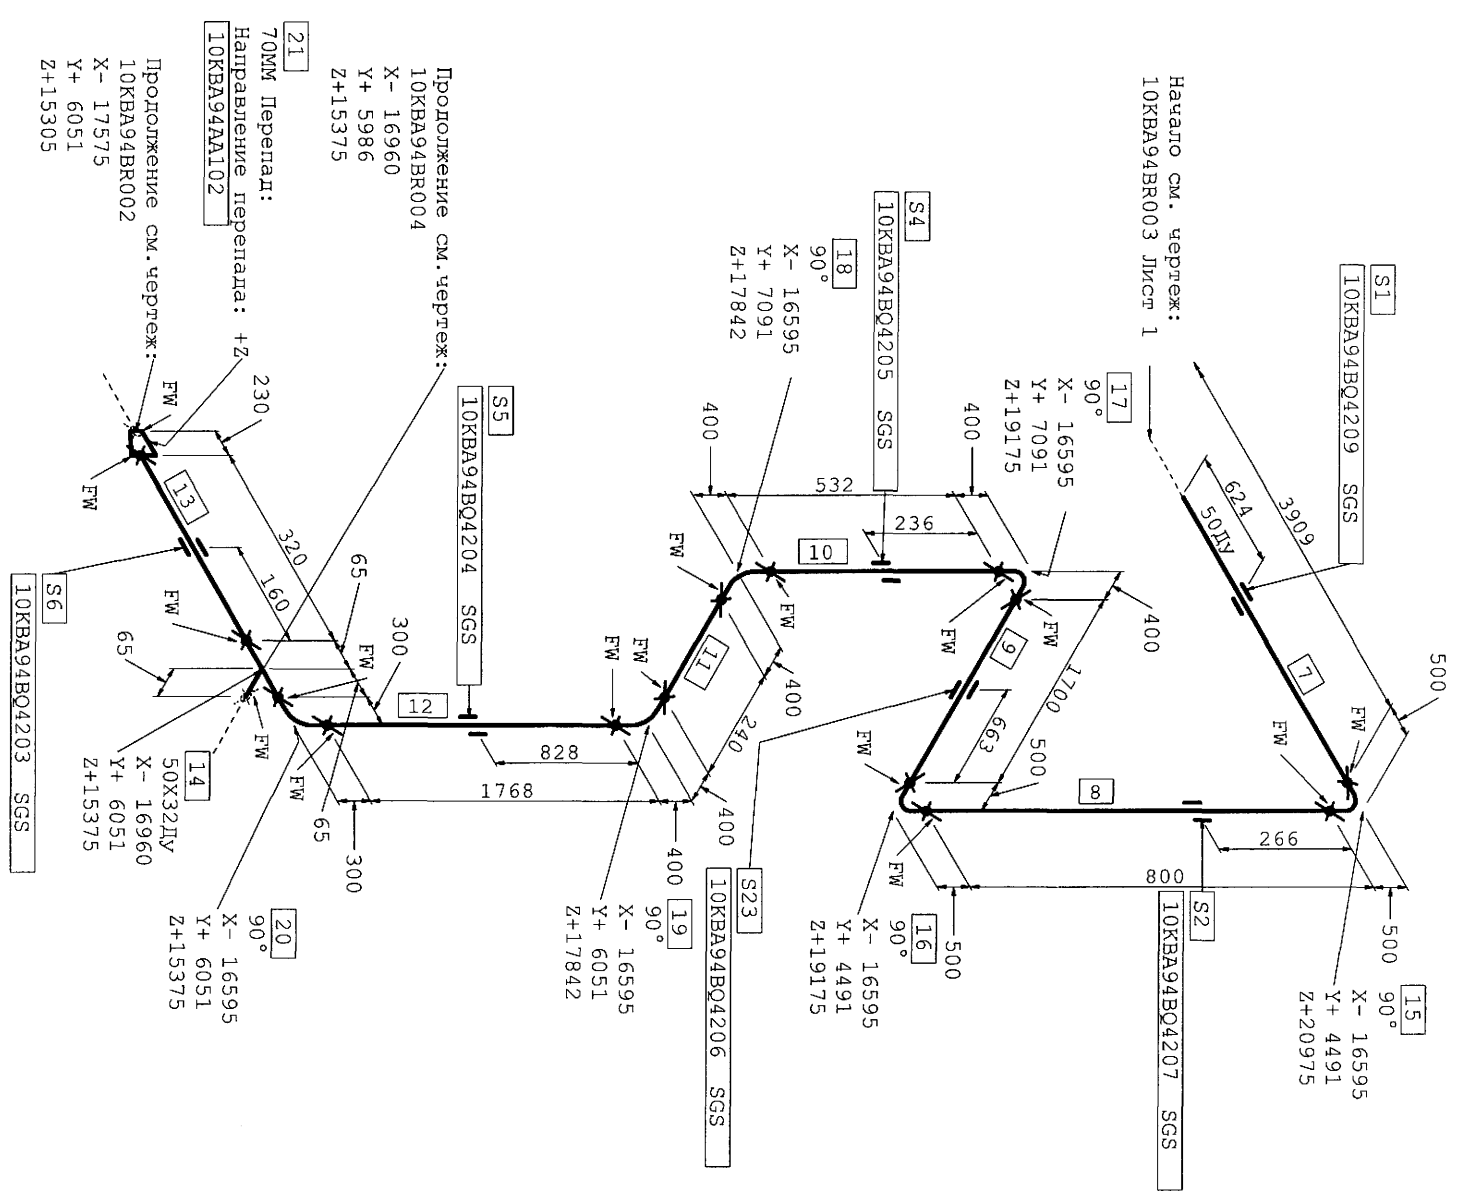 Начало см. чертеж:
10KBA94BR003 Лист 1
S1
10KBA94BQ4209 SGS
3909
624
50Ду
7
500
FW
FW
15
90°
X- 16595
Y+ 4491
Z+20975
500
266
800
S2
10KBA94BQ4207 SGS
8
500
FW
FW
16
90°
X- 16595
Y+ 4491
Z+19175
500
663
1700
S23
10KBA94BQ4206 SGS
9
400
FW
FW
17
90°
X- 16595
Y+ 7091
Z+19175
400
236
532
S4
10KBA94BQ4205 SGS
10
400
FW
FW
18
90°
X- 16595
Y+ 7091
Z+17842
400
240
11
400
FW
FW
19
90°
X- 16595
Y+ 6051
Z+17842
400
828
1768
S5
10KBA94BQ4204 SGS
12
300
FW
FW
20
90°
X- 16595
Y+ 6051
Z+15375
300
65
65
65
FW
FW
14
50X32Ду
X- 16960
Y+ 6051
Z+15375
Продолжение см.чертеж:
10KBA94BR004
X- 16960
Y+ 5986
Z+15375
160
320
S6
10KBA94BQ4203 SGS
13
230
FW
FW
21
70ММ Перепад:
Направление перепада: +Z
10KBA94AA102
Продолжение см.чертеж:
10KBA94BR002
X- 17575
Y+ 6051
Z+15305